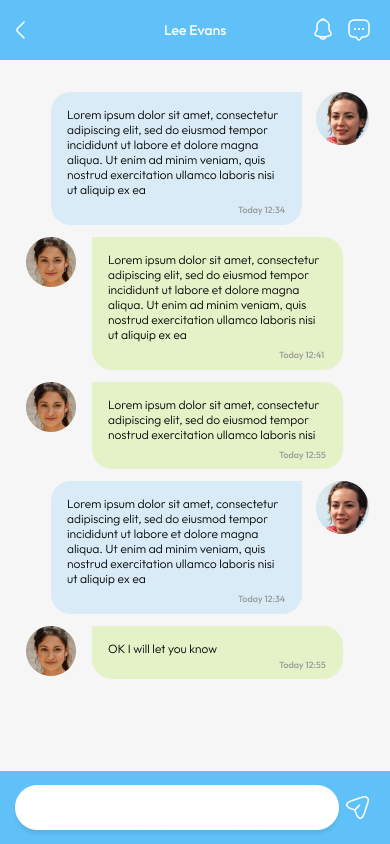 Lee Evans
Lorem ipsum dolor sit amet, consectetur
adipiscing elit, sed do eiusmod tempor
incididunt ut labore et dolore magna
aliqua. Ut enim ad minim veniam, quis
nostrud exercitation ullamco laboris nisi
ut aliquip ex ea
Today 12:34
Lorem ipsum dolor sit amet, consectetur
adipiscing elit, sed do eiusmod tempor
incididunt ut labore et dolore magna
aliqua. Ut enim ad minim veniam, quis
nostrud exercitation ullamco laboris nisi
ut aliquip ex ea
Today 12:41
Lorem ipsum dolor sit amet, consectetur
adipiscing elit, sed do eiusmod tempor
nostrud exercitation ullamco laboris nisi
Today 12:55
Lorem ipsum dolor sit amet, consectetur
adipiscing elit, sed do eiusmod tempor
incididunt ut labore et dolore magna
aliqua. Ut enim ad minim veniam, quis
nostrud exercitation ullamco laboris nisi
ut aliquip ex ea
Today 12:34
OK I will let you know
Today 12:55